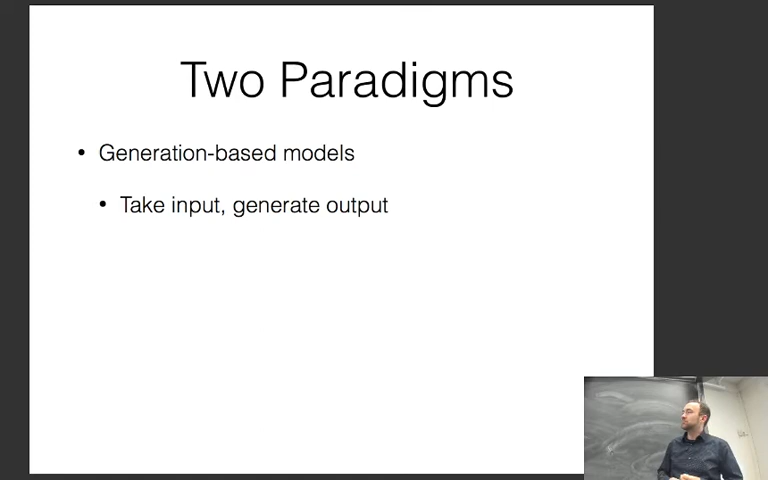 Two Paradigms
• Generation-based models
• Take input, generate output